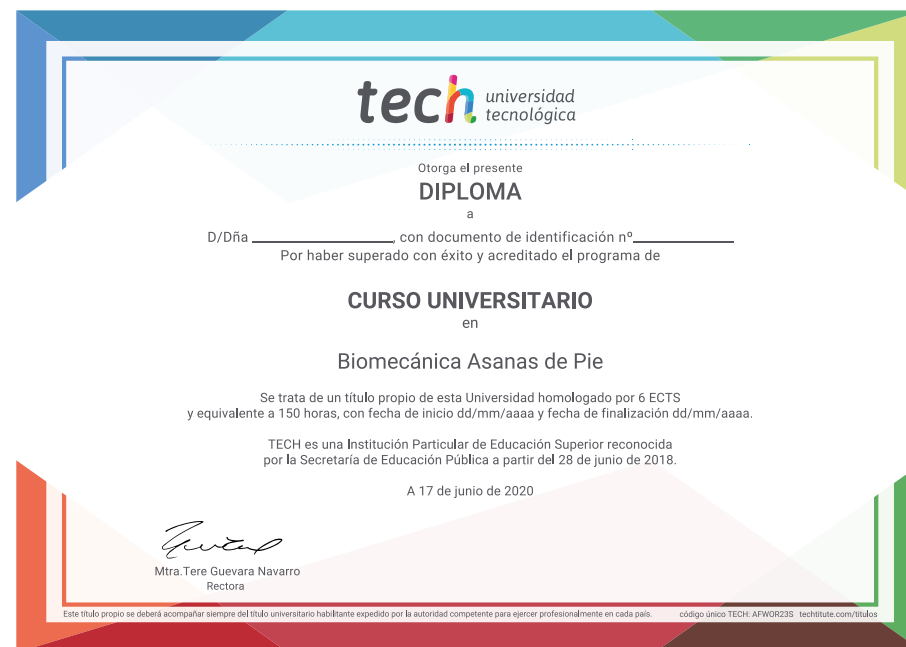 tech universidad
tecnológica
Otorga el presente
DIPLOMA
a
D/Dña ____________, con documento de identificación nº____________
Por haber superado con éxito y acreditado el programa de
CURSO UNIVERSITARIO
en
Biomecánica Asanas de Pie
Se trata de un título propio de esta Universidad homologado por 6 ECTS
y equivalente a 150 horas, con fecha de inicio dd/mm/aaaa y fecha de finalización dd/mm/aaaa.
TECH es una Institución Particular de Educación Superior reconocida
por la Secretaría de Educación Pública a partir del 28 de junio de 2018.
A 17 de junio de 2020
Mtra.Tere Guevara Navarro
Rectora
Este título propio se deberá acompañar siempre del título universitario habilitante expedido por la autoridad competente para ejercer profesionalmente en cada país. código único TECH: AFWOR23S techtitute.com/titulos